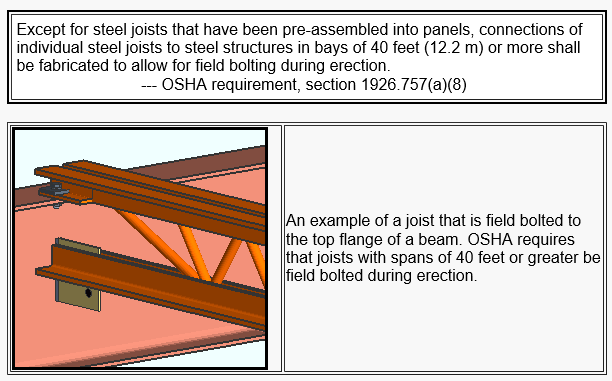 Except for steel joists that have been pre-assembled into panels, connections of
individual steel joists to steel structures in bays of 40 feet (12.2 m) or more shall
be fabricated to allow for field bolting during erection.
--- OSHA requirement, section 1926.757(a)(8)
An example of a joist that is field bolted to
the top flange of a beam. OSHA requires
that joists with spans of 40 feet or greater be
field bolted during erection.